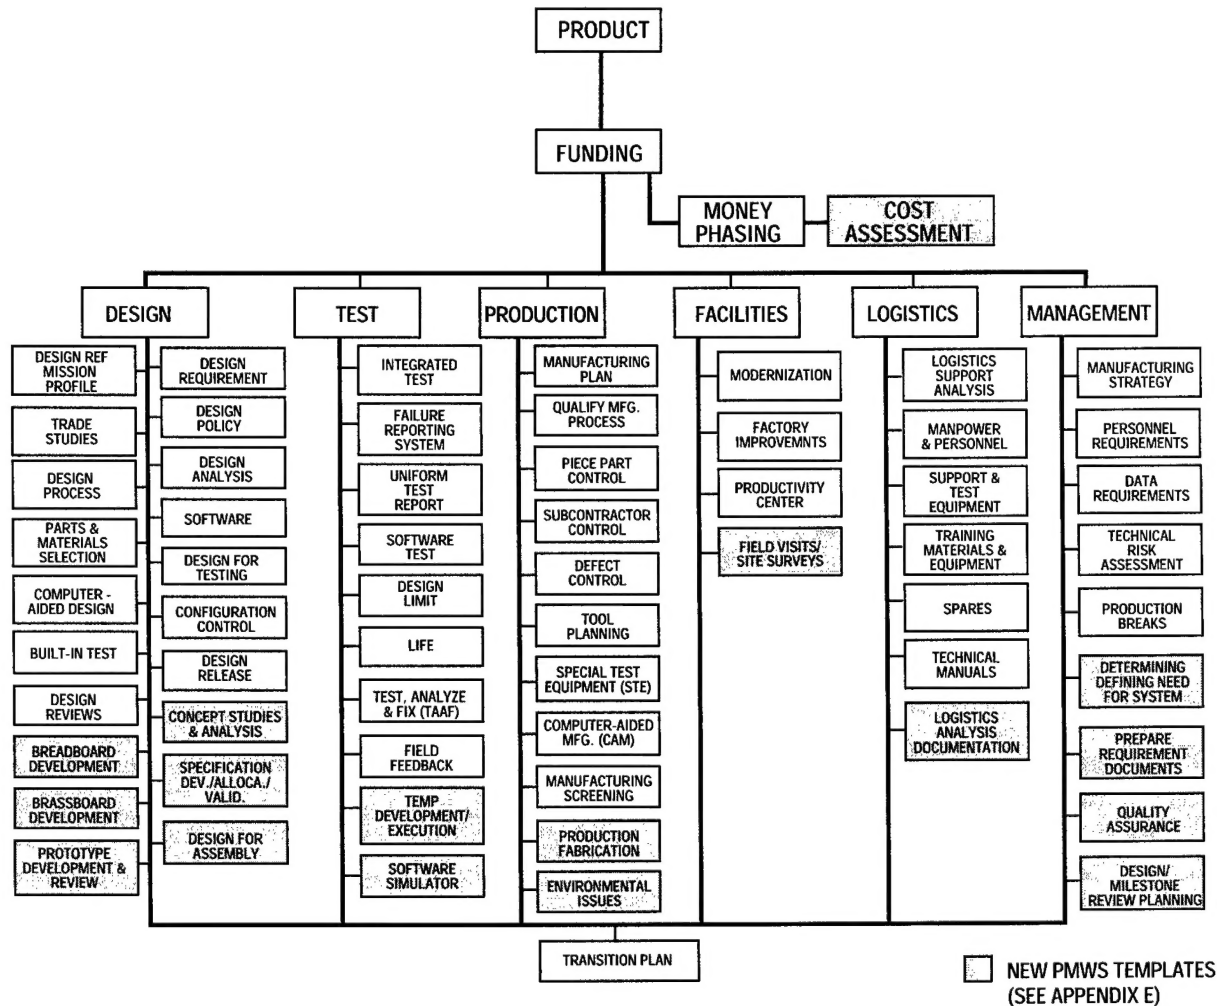 PRODUCT
FUNDING
MONEY
PHASING
COST
ASSESSMENT
DESIGN
TEST
PRODUCTION
FACILITIES
LOGISTICS
MANAGEMENT
DESIGN REF
MISSION
PROFILE
TRADE
STUDIES
DESIGN
PROCESS
PARTS &
MATERIALS
SELECTION
COMPUTER -
AIDED DESIGN
BUILT-IN TEST
DESIGN
REVIEWS
BREADBOARD
DEVELOPMENT
BRASSBOARD
DEVELOPMENT
PROTOTYPE
DEVELOPMENT &
REVIEW
DESIGN
REQUIREMENT
DESIGN
POLICY
DESIGN
ANALYSIS
SOFTWARE
DESIGN FOR
TESTING
CONFIGURATION
CONTROL
DESIGN
RELEASE
CONCEPT STUDIES
& ANALYSIS
SPECIFICATION
DEV./ALLOCA./
VALID.
DESIGN FOR
ASSEMBLY
INTEGRATED
TEST
FAILURE
REPORTING
SYSTEM
UNIFORM
TEST
REPORT
SOFTWARE
TEST
DESIGN
LIMIT
LIFE
TEST, ANALYZE
& FIX (TAAF)
FIELD
FEEDBACK
TEMP
DEVELOPMENT/
EXECUTION
SOFTWARE
SIMULATOR
MANUFACTURING
PLAN
QUALIFY MFG.
PROCESS
PIECE PART
CONTROL
SUBCONTRACTOR
CONTROL
DEFECT
CONTROL
TOOL
PLANNING
SPECIAL TEST
EQUIPMENT (STE)
COMPUTER-AIDED
MFG. (CAM)
MANUFACTURING
SCREENING
PRODUCTION
FABRICATION
ENVIRONMENTAL
ISSUES
MODERNIZATION
FACTORY
IMPROVEMNTS
PRODUCTIVITY
CENTER
FIELD VISITS/
SITE SURVEYS
LOGISTICS
SUPPORT
ANALYSIS
MANPOWER
& PERSONNEL
SUPPORT &
TEST
EQUIPMENT
TRAINING
MATERIALS &
EQUIPMENT
SPARES
TECHNICAL
MANUALS
LOGISTICS
ANALYSIS
DOCUMENTATION
MANUFACTURING
STRATEGY
PERSONNEL
REQUIREMENTS
DATA
REQUIREMENTS
TECHNICAL
RISK
ASSESSMENT
PRODUCTION
BREAKS
DETERMINING
DEFINING NEED
FOR SYSTEM
PREPARE
REQUIREMENT
DOCUMENTS
QUALITY
ASSURANCE
DESIGN/
MILESTONE
REVIEW PLANNING
TRANSITION PLAN
NEW PMWS TEMPLATES
(SEE APPENDIX E)